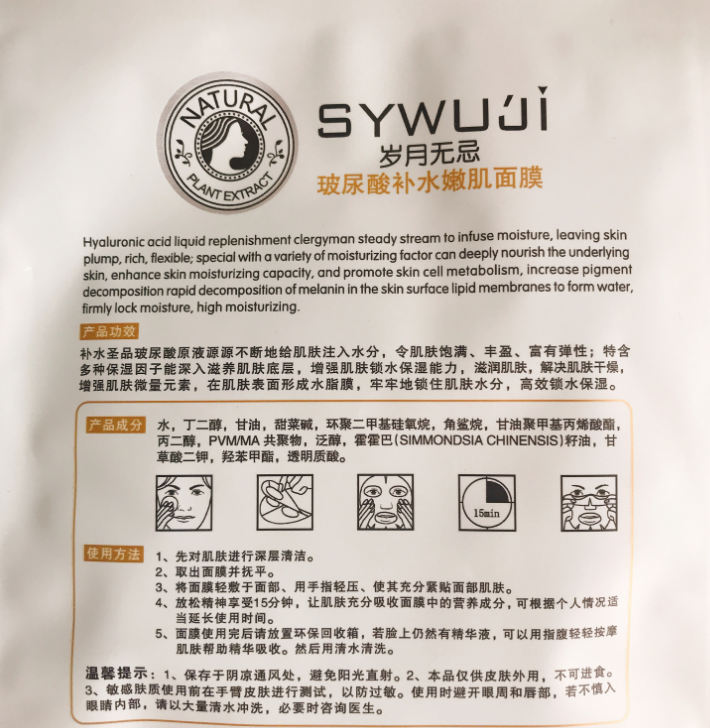 NATURAL
PLANT EXTRACT
SYWUJI
岁月无忌
玻尿酸补水嫩肌面膜
Hyaluronic acid liquid replenishment clergyman steady stream to infuse moisture, leaving skin
plump, rich, flexible; special with a variety of moisturizing factor can deeply nourish the underlying
skin, enhance skin moisturizing capacity, and promote skin cell metabolism, increase pigment
decomposition rapid decomposition of melanin in the skin surface lipid membranes to form water,
firmly lock moisture, high moisturizing.
产品功效
补水圣品玻尿酸原液源源不断地给肌肤注入水分，令肌肤饱满、丰盈、富有弹性；特含
多种保湿因子能深入滋养肌肤底层，增强肌肤锁水保湿能力，滋润肌肤，解决肌肤干燥，
增强肌肤微量元素，在肌肤表面形成水脂膜，牢牢地锁住肌肤水分，高效锁水保湿。
产品成分 水，丁二醇，甘油，甜菜碱，环聚二甲基硅氧烷，角鲨烷，甘油聚甲基丙烯酸酯，
丙二醇，PVM/MA 共聚物，泛醇，霍霍巴(SIMMONDSIA CHINENSIS)籽油，甘
草酸二钾，羟苯甲酯，透明质酸。
15min
使用方法 1、先对肌肤进行深层清洁。
2、取出面膜并抚平。
3、将面膜轻敷于面部、用手指轻压、使其充分紧贴面部肌肤。
4、放松精神享受15分钟，让肌肤充分吸收面膜中的营养成分，可根据个人情况适
当延长使用时间。
5、面膜使用完后请放置环保回收箱，若脸上仍然有精华液，可以用指腹轻轻按摩
肌肤帮助精华吸收。然后用清水清洗。
温馨提示：1、保存于阴凉通风处，避免阳光直射。2、本品仅供皮肤外用，不可进食。
3、敏感肤质使用前在手臂皮肤进行测试，以防过敏。使用时避开眼周和唇部，若不慎入
眼睛内部，请以大量清水冲洗，必要时咨询医生。